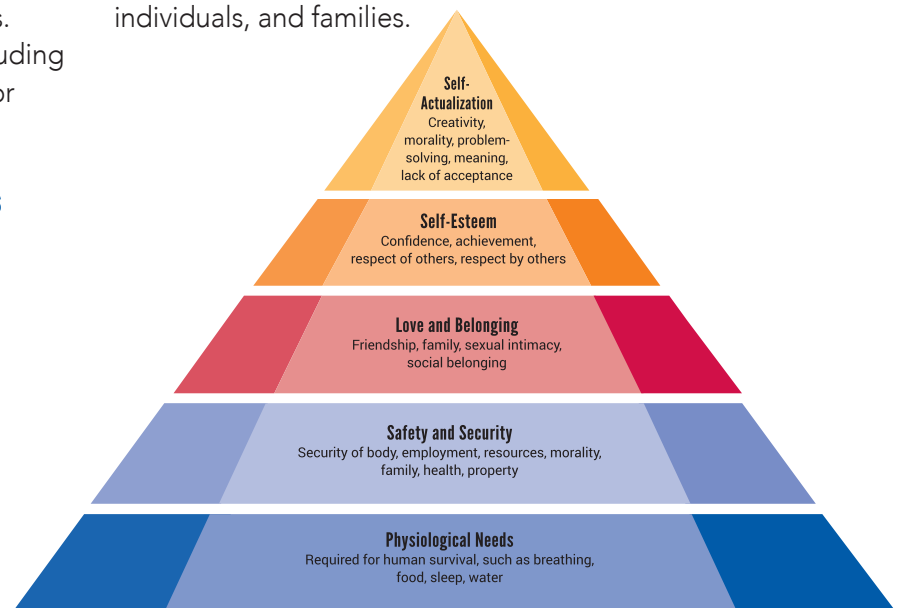 s.
uding
or
s
individuals, and families.
Self-
Actualization
Creativity,
morality, problem-
solving, meaning,
lack of acceptance
Self-Esteem
Confidence, achievement,
respect of others, respect by others
Love and Belonging
Friendship, family, sexual intimacy,
social belonging
Safety and Security
Security of body, employment, resources, morality,
family, health, property
Physiological Needs
Required for human survival, such as breathing,
food, sleep, water